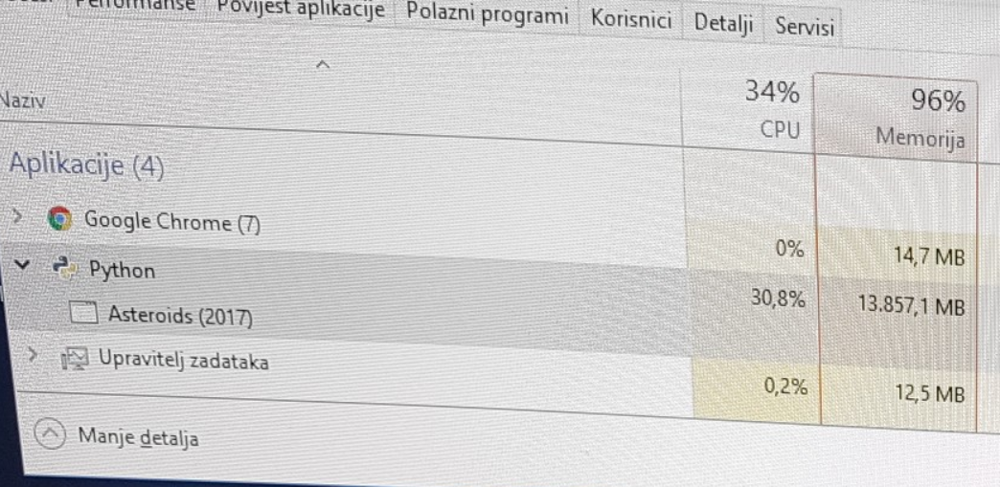 Performanse Povijest aplikacije Polazni programi Korisnici Detalji Servisi
34% 96%
Naziv CPU Memorija
Aplikacije (4)
Google Chrome (7) 0% 14,7 MB
Python 30,8% 13.857,1 MB
Asteroids (2017)
Upravitelj zadataka 0,2% 12,5 MB
Manje detalja